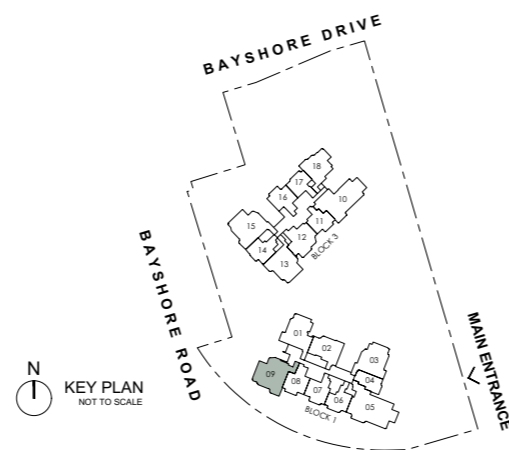 BAYSHORE DRIVE
18
17
16
10
15
11
12
14
13
BLOCK 3
BAYSHORE ROAD
01
02
03
09
08
07
04
06
05
BLOCK 1
MAIN ENTRANCE
N
KEY PLAN
NOT TO SCALE